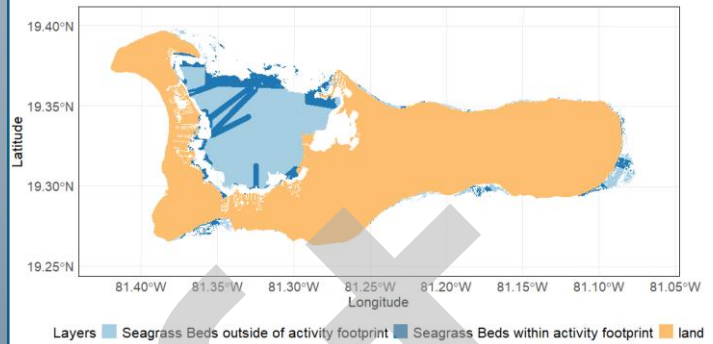 19.40°N
19.35°N
19.30°N
19.25°N
Latitude
81.40°W 81.35°W 81.30°W 81.25°W 81.20°W 81.15°W 81.10°W 81.05°W
Longitude
Layers Seagrass Beds outside of activity footprint Seagrass Beds within activity footprint land